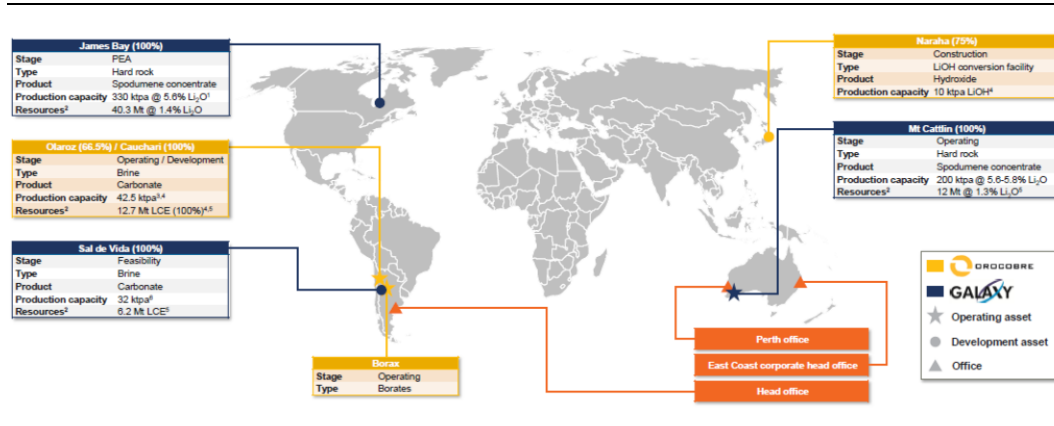 James Bay (100%)
Stage PEA
Type Hard rock
Product Spodumene concentrate
Production capacity 330 ktpa @ 5.6% Li₂O¹
Resources² 40.3 Mt @ 1.4% Li₂O
Olaroz (66.5%) / Cauchari (100%)
Stage Operating / Development
Type Brine
Product Carbonate
Production capacity 42.5 ktpa³,⁴
Resources² 12.7 Mt LCE (100%)⁴,⁵
Sal de Vida (100%)
Stage Feasibility
Type Brine
Product Carbonate
Production capacity 32 ktpa⁶
Resources² 6.2 Mt LCE⁵
Borax
Stage Operating
Type Borates
Naraha (75%)
Stage Construction
Type LiOH conversion facility
Product Hydroxide
Production capacity 10 ktpa LiOH⁴
Mt Cattlin (100%)
Stage Operating
Type Hard rock
Product Spodumene concentrate
Production capacity 200 ktpa @ 5.6-5.8% Li₂O
Resources² 12 Mt @ 1.3% Li₂O⁵
Perth office
East Coast corporate head office
Head office
OROCOBRE
GALAXY
Operating asset
Development asset
Office